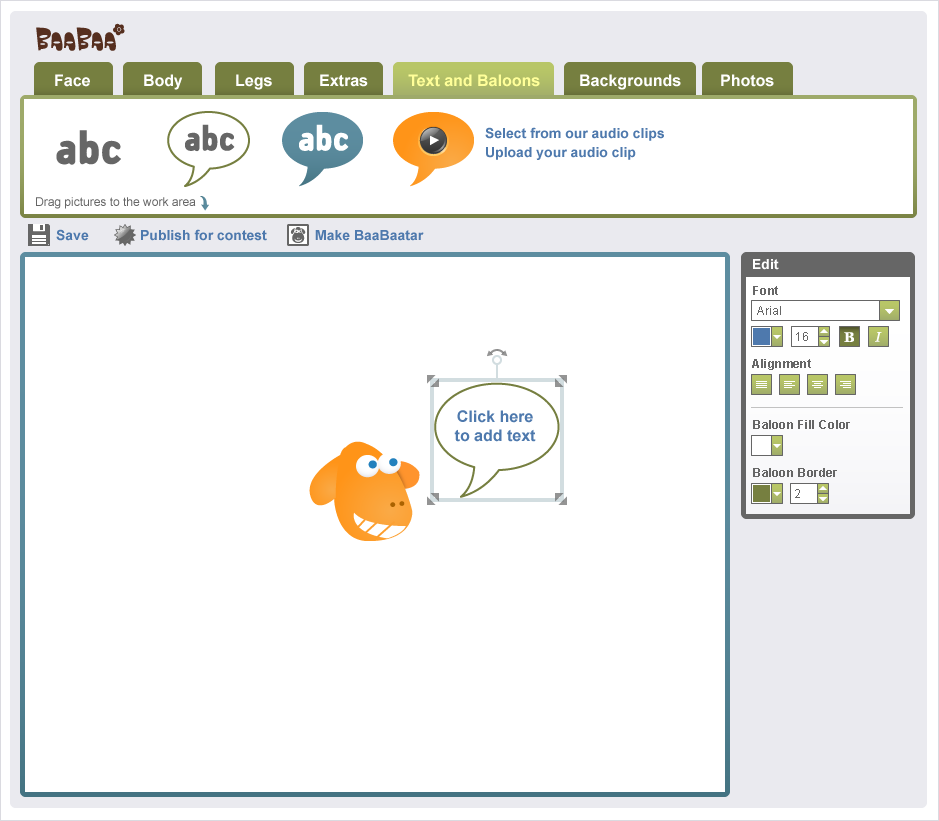 BAABAA
Face
Body
Legs
Extras
Text and Baloons
Backgrounds
Photos
abc
abc
abc
Select from our audio clips
Upload your audio clip
Drag pictures to the work area
Save
Publish for contest
Make BaaBaatar
Edit
Font
Arial
16
B
I
Alignment
Baloon Fill Color
Baloon Border
2
Click here
to add text